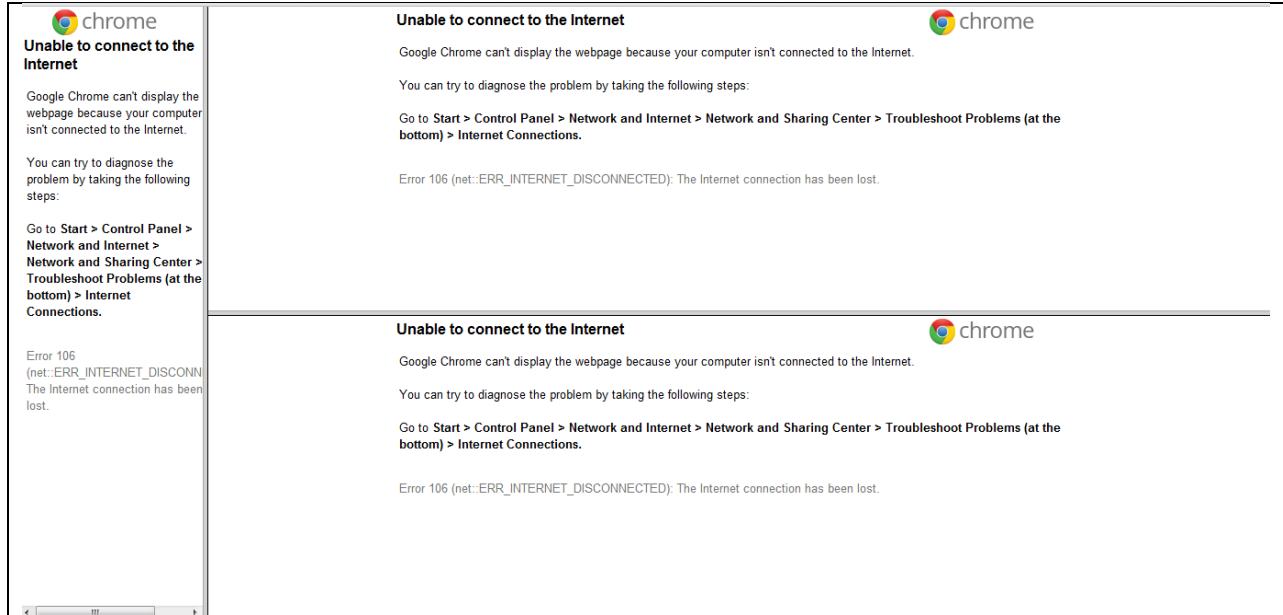 chrome
Unable to connect to the
Internet
Google Chrome can't display the
webpage because your computer
isn't connected to the Internet.
You can try to diagnose the
problem by taking the following
steps:
Go to Start > Control Panel >
Network and Internet >
Network and Sharing Center >
Troubleshoot Problems (at the
bottom) > Internet
Connections.
Error 106
(net::ERR_INTERNET_DISCONN
The Internet connection has been
lost.
Unable to connect to the Internet
chrome
Google Chrome can't display the webpage because your computer isn't connected to the Internet.
You can try to diagnose the problem by taking the following steps:
Go to Start > Control Panel > Network and Internet > Network and Sharing Center > Troubleshoot Problems (at the
bottom) > Internet Connections.
Error 106 (net::ERR_INTERNET_DISCONNECTED): The Internet connection has been lost.
Unable to connect to the Internet
chrome
Google Chrome can't display the webpage because your computer isn't connected to the Internet.
You can try to diagnose the problem by taking the following steps:
Go to Start > Control Panel > Network and Internet > Network and Sharing Center > Troubleshoot Problems (at the
bottom) > Internet Connections.
Error 106 (net::ERR_INTERNET_DISCONNECTED): The Internet connection has been lost.